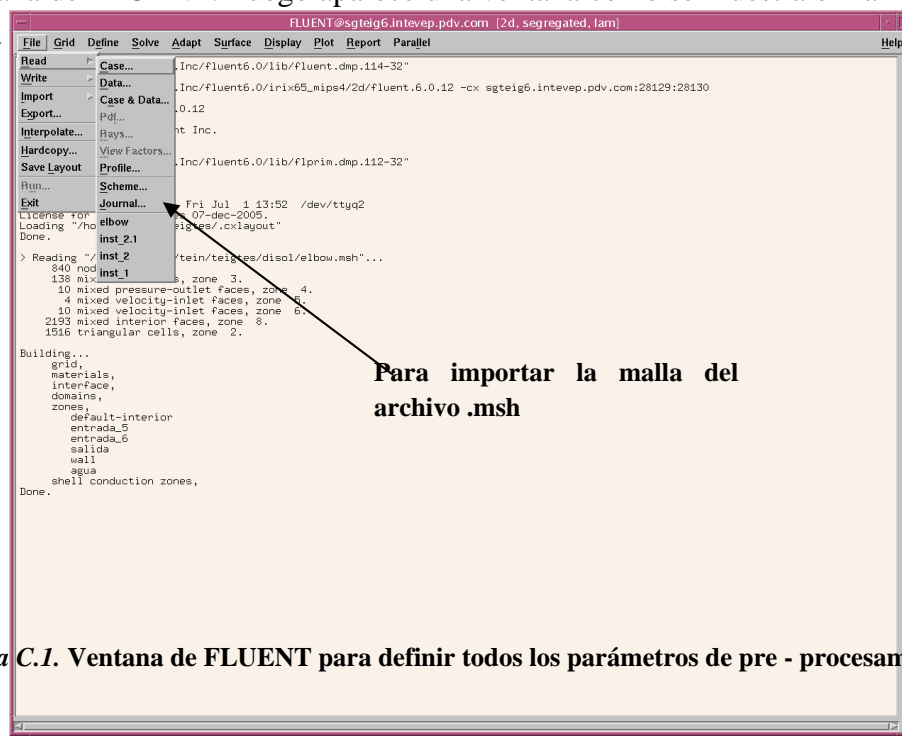 FLUENT@sgteig6.intevep.pdv.com [2d, segregated, lam]
File Grid Define Solve Adapt Surface Display Plot Report Parallel Help
Read
Write
Import
Export...
Interpolate...
Hardcopy...
Save Layout
Run...
Exit
Case...
Data...
Case & Data...
Pdf...
Rays...
View Factors...
Profile...
Scheme...
Journal...
elbow
inst_2.1
inst_2
inst_1
.Inc/fluent6.0/lib/fluent.dmp.114-32"
.Inc/fluent6.0/irix65_mips4/2d/fluent.6.0.12 -cx sgteig6.intevep.pdv.com:28129:28130
.0.12
nt Inc.
.Inc/fluent6.0/lib/flprim.dmp.112-32"
Fri Jul 1 13:52 /dev/ttyq2
License for 07-dec-2005.
Loading "/ho eigtes/.cxlayout"
Done.
> Reading "/ /tein/teigtes/disol/elbow.msh"...
840 nod
138 mix s, zone 3.
10 mixed pressure-outlet faces, zone 4.
4 mixed velocity-inlet faces, zone 5.
10 mixed velocity-inlet faces, zone 6.
2193 mixed interior faces, zone 8.
1516 triangular cells, zone 2.
Building...
grid,
materials,
interface,
domains,
zones,
default-interior
entrada_5
entrada_6
salida
wall
agua
shell conduction zones,
Done.
Para importar la malla del
archivo .msh
C.1. Ventana de FLUENT para definir todos los parámetros de pre - procesam